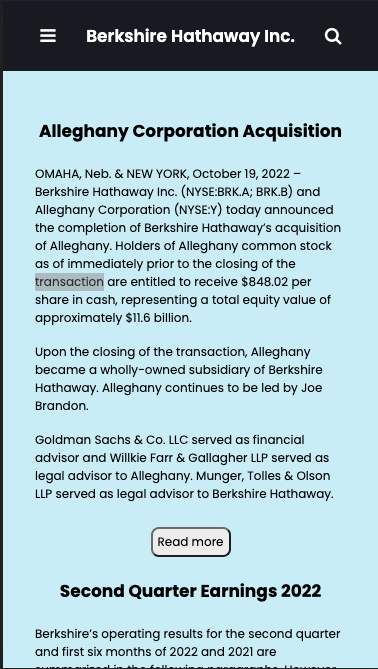 Berkshire Hathaway Inc.
Alleghany Corporation Acquisition
OMAHA, Neb. & NEW YORK, October 19, 2022 –
Berkshire Hathaway Inc. (NYSE:BRK.A; BRK.B) and
Alleghany Corporation (NYSE:Y) today announced
the completion of Berkshire Hathaway’s acquisition
of Alleghany. Holders of Alleghany common stock
as of immediately prior to the closing of the
transaction are entitled to receive $848.02 per
share in cash, representing a total equity value of
approximately $11.6 billion.
Upon the closing of the transaction, Alleghany
became a wholly-owned subsidiary of Berkshire
Hathaway. Alleghany continues to be led by Joe
Brandon.
Goldman Sachs & Co. LLC served as financial
advisor and Willkie Farr & Gallagher LLP served as
legal advisor to Alleghany. Munger, Tolles & Olson
LLP served as legal advisor to Berkshire Hathaway.
Read more
Second Quarter Earnings 2022
Berkshire’s operating results for the second quarter
and first six months of 2022 and 2021 are
summarized in the following paragraphs. However,